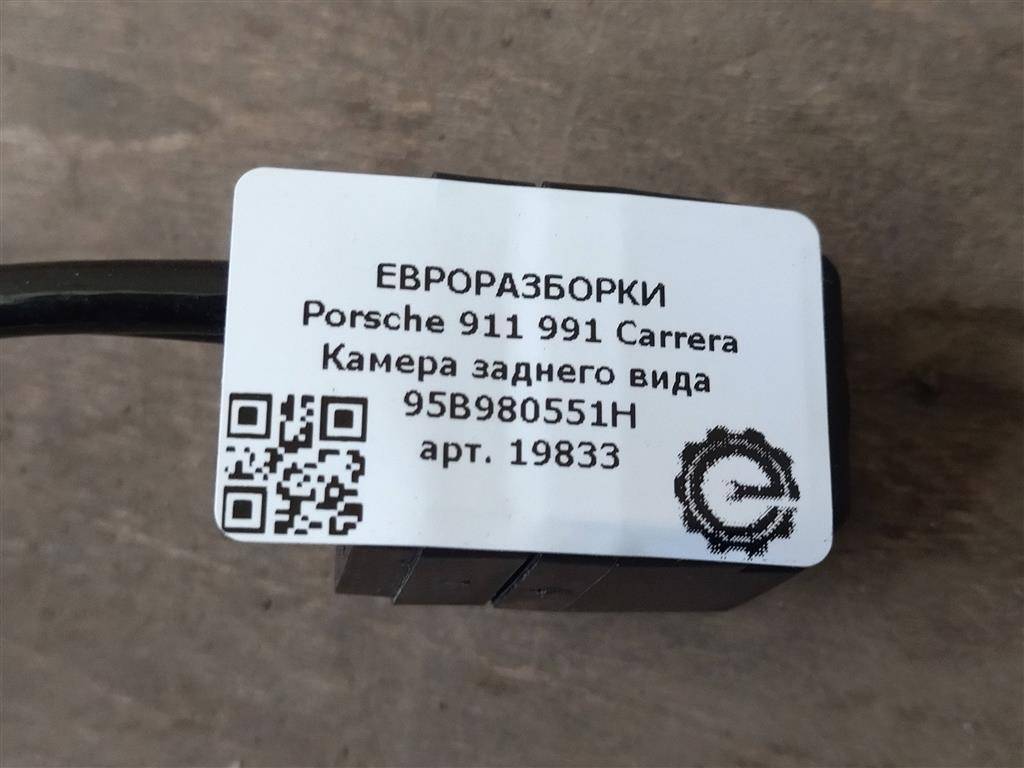 ЕВРОРАЗБОРКИ
Porsche 911 991 Carrera
Камера заднего вида
95B980551H
арт. 19833